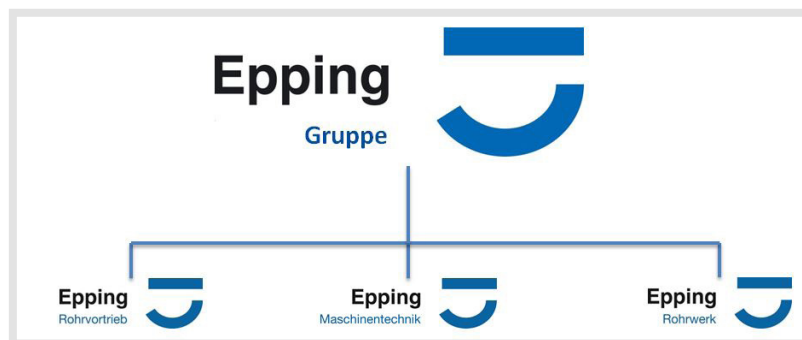 Epping
Gruppe
Epping
Rohrvortrieb
Epping
Maschinentechnik
Epping
Rohrwerk